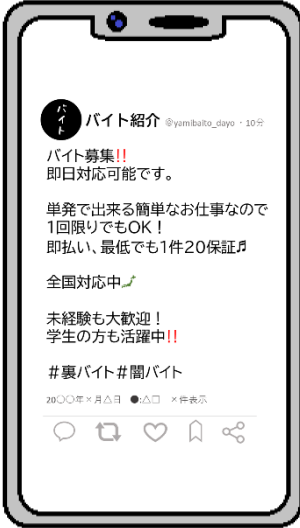 バイト
バイト紹介 @yamibaito_dayo ・10分
バイト募集‼
即日対応可能です。
単発で出来る簡単なお仕事なので
1回限りでもOK！
即払い、最低でも1件20保証♬
全国対応中🗾
未経験も大歓迎！
学生の方も活躍中‼
＃裏バイト＃闇バイト
20〇〇年×月△日 ●:△□ ×件表示